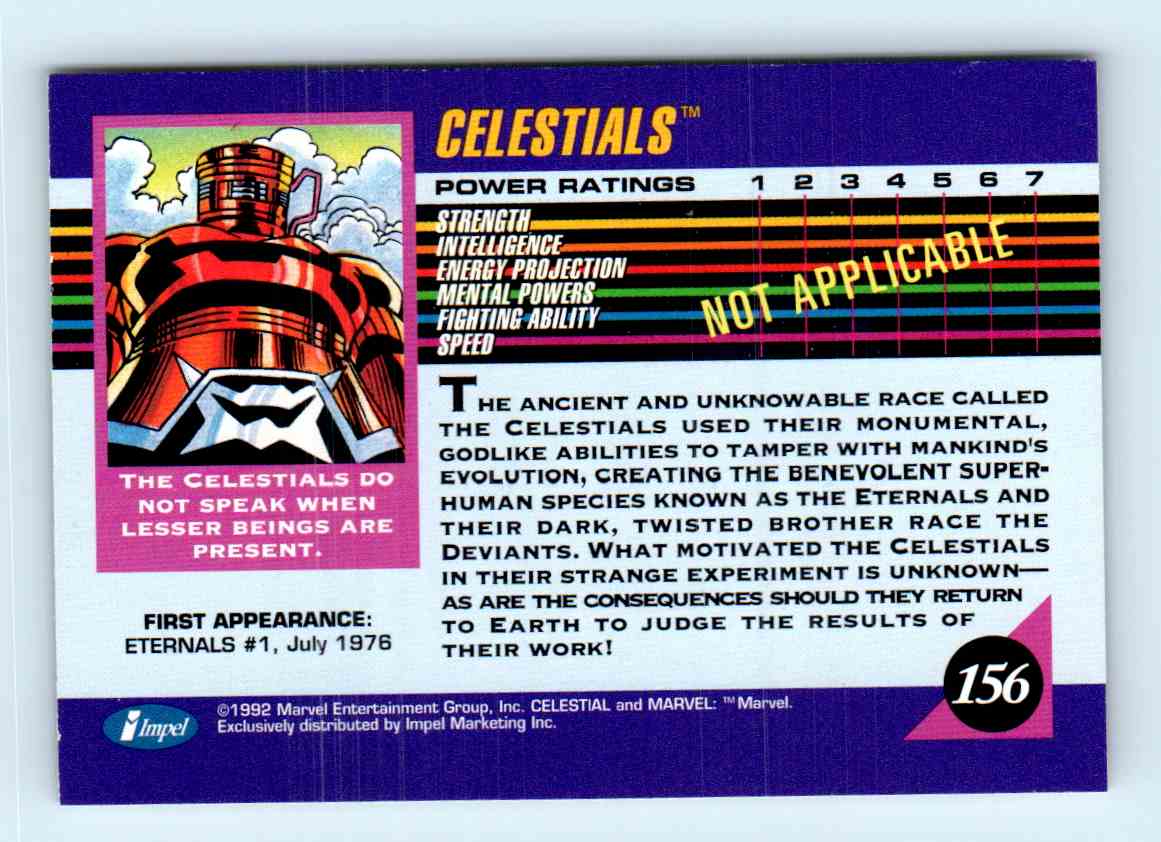 CELESTIALS™
POWER RATINGS 1 2 3 4 5 6 7
STRENGTH
INTELLIGENCE
ENERGY PROJECTION
MENTAL POWERS
FIGHTING ABILITY
SPEED
NOT APPLICABLE
THE CELESTIALS DO
NOT SPEAK WHEN
LESSER BEINGS ARE
PRESENT.
FIRST APPEARANCE:
ETERNALS #1, July 1976
THE ANCIENT AND UNKNOWABLE RACE CALLED
THE CELESTIALS USED THEIR MONUMENTAL,
GODLIKE ABILITIES TO TAMPER WITH MANKIND'S
EVOLUTION, CREATING THE BENEVOLENT SUPER-
HUMAN SPECIES KNOWN AS THE ETERNALS AND
THEIR DARK, TWISTED BROTHER RACE THE
DEVIANTS. WHAT MOTIVATED THE CELESTIALS
IN THEIR STRANGE EXPERIMENT IS UNKNOWN—
AS ARE THE CONSEQUENCES SHOULD THEY RETURN
TO EARTH TO JUDGE THE RESULTS OF
THEIR WORK!
156
Impel
©1992 Marvel Entertainment Group, Inc. CELESTIAL and MARVEL: ™Marvel.
Exclusively distributed by Impel Marketing Inc.